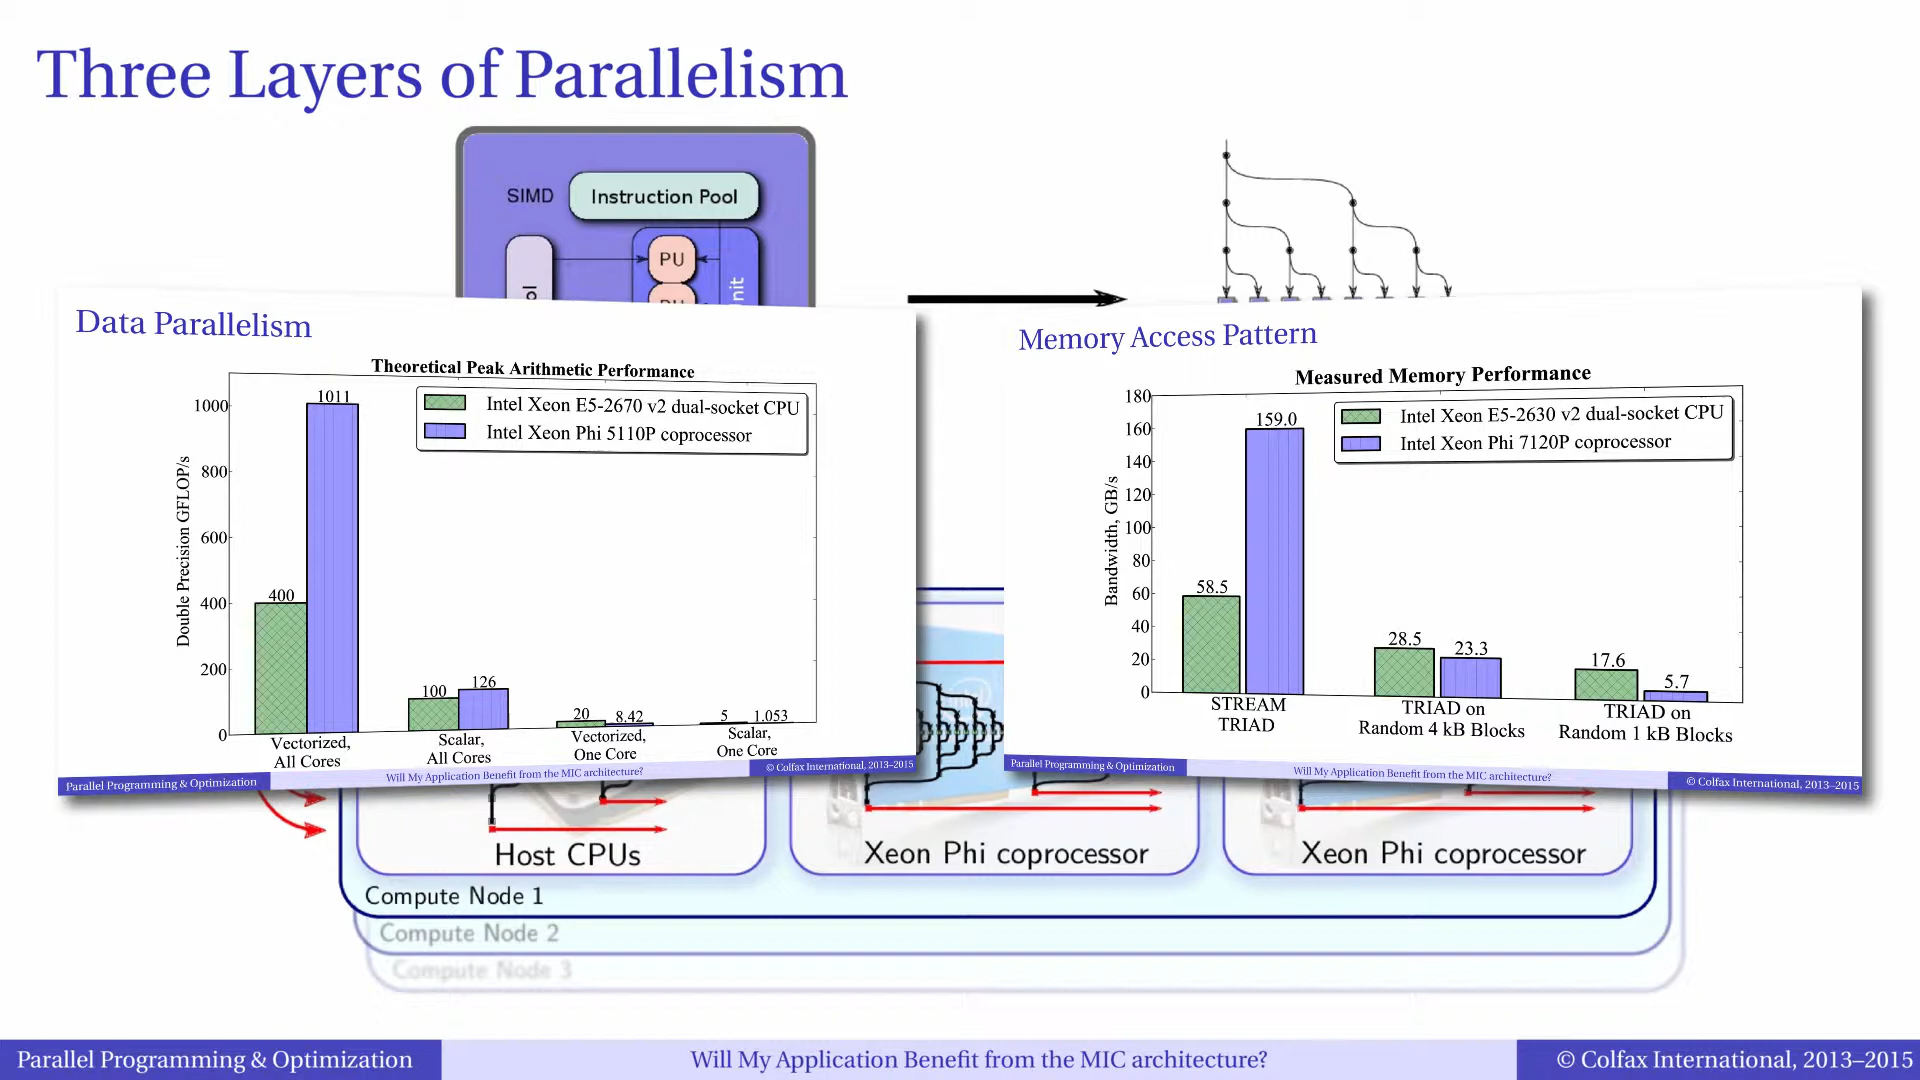 Three Layers of Parallelism
SIMD
Instruction Pool
PU
Data Parallelism
Theoretical Peak Arithmetic Performance
Intel Xeon E5-2670 v2 dual-socket CPU
Intel Xeon Phi 5110P coprocessor
Double Precision GFLOP/s
1000
800
600
400
200
0
400
1011
100
126
20
8.42
5
1.053
Vectorized,
All Cores
Scalar,
All Cores
Vectorized,
One Core
Scalar,
One Core
Parallel Programming & Optimization
Will My Application Benefit from the MIC architecture?
© Colfax International, 2013–2015
Memory Access Pattern
Measured Memory Performance
Intel Xeon E5-2630 v2 dual-socket CPU
Intel Xeon Phi 7120P coprocessor
Bandwidth, GB/s
180
160
140
120
100
80
60
40
20
0
58.5
159.0
28.5
23.3
17.6
5.7
STREAM
TRIAD
TRIAD on
Random 4 kB Blocks
TRIAD on
Random 1 kB Blocks
Parallel Programming & Optimization
Will My Application Benefit from the MIC architecture?
© Colfax International, 2013–2015
Host CPUs
Xeon Phi coprocessor
Xeon Phi coprocessor
Compute Node 1
Compute Node 2
Compute Node 3
Parallel Programming & Optimization
Will My Application Benefit from the MIC architecture?
© Colfax International, 2013–2015